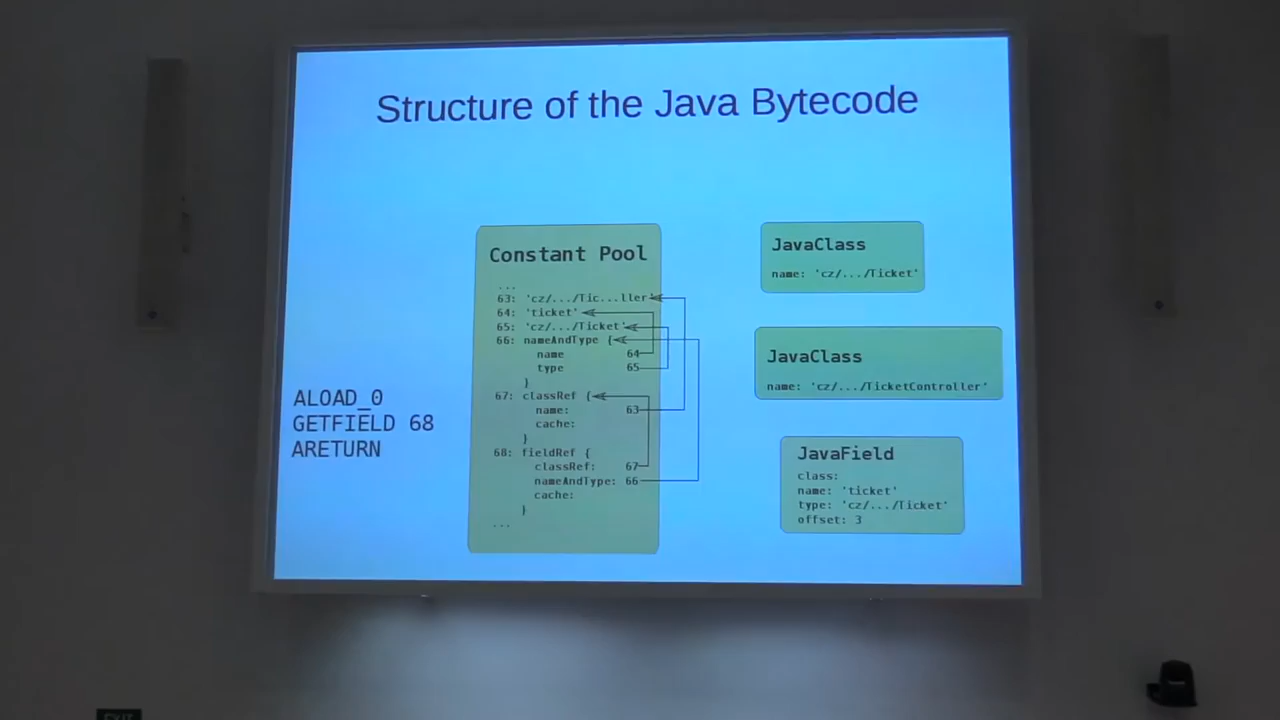 Structure of the Java Bytecode
ALOAD_0
GETFIELD 68
ARETURN
Constant Pool
...
63: 'cz/.../Tic...ller'
64: 'ticket'
65: 'cz/.../Ticket'
66: nameAndType {
name 64
type 65
}
67: classRef {
name: 63
cache:
}
68: fieldRef {
classRef: 67
nameAndType: 66
cache:
}
...
JavaClass
name: 'cz/.../Ticket'
JavaClass
name: 'cz/.../TicketController'
JavaField
class:
name: 'ticket'
type: 'cz/.../Ticket'
offset: 3
EXIT